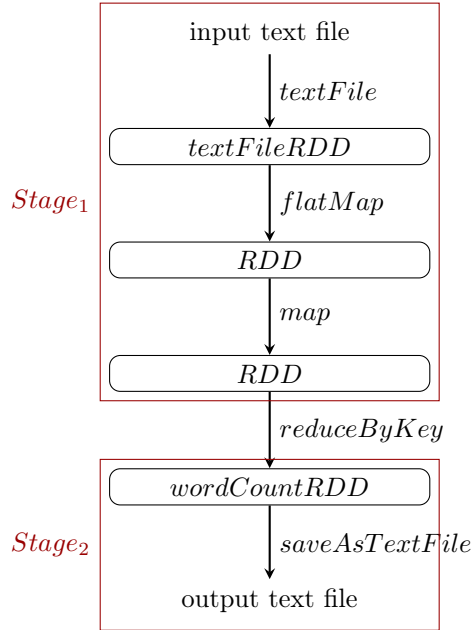 input text file
textFile
textFileRDD
Stage₁
flatMap
RDD
map
RDD
reduceByKey
wordCountRDD
Stage₂
saveAsTextFile
output text file